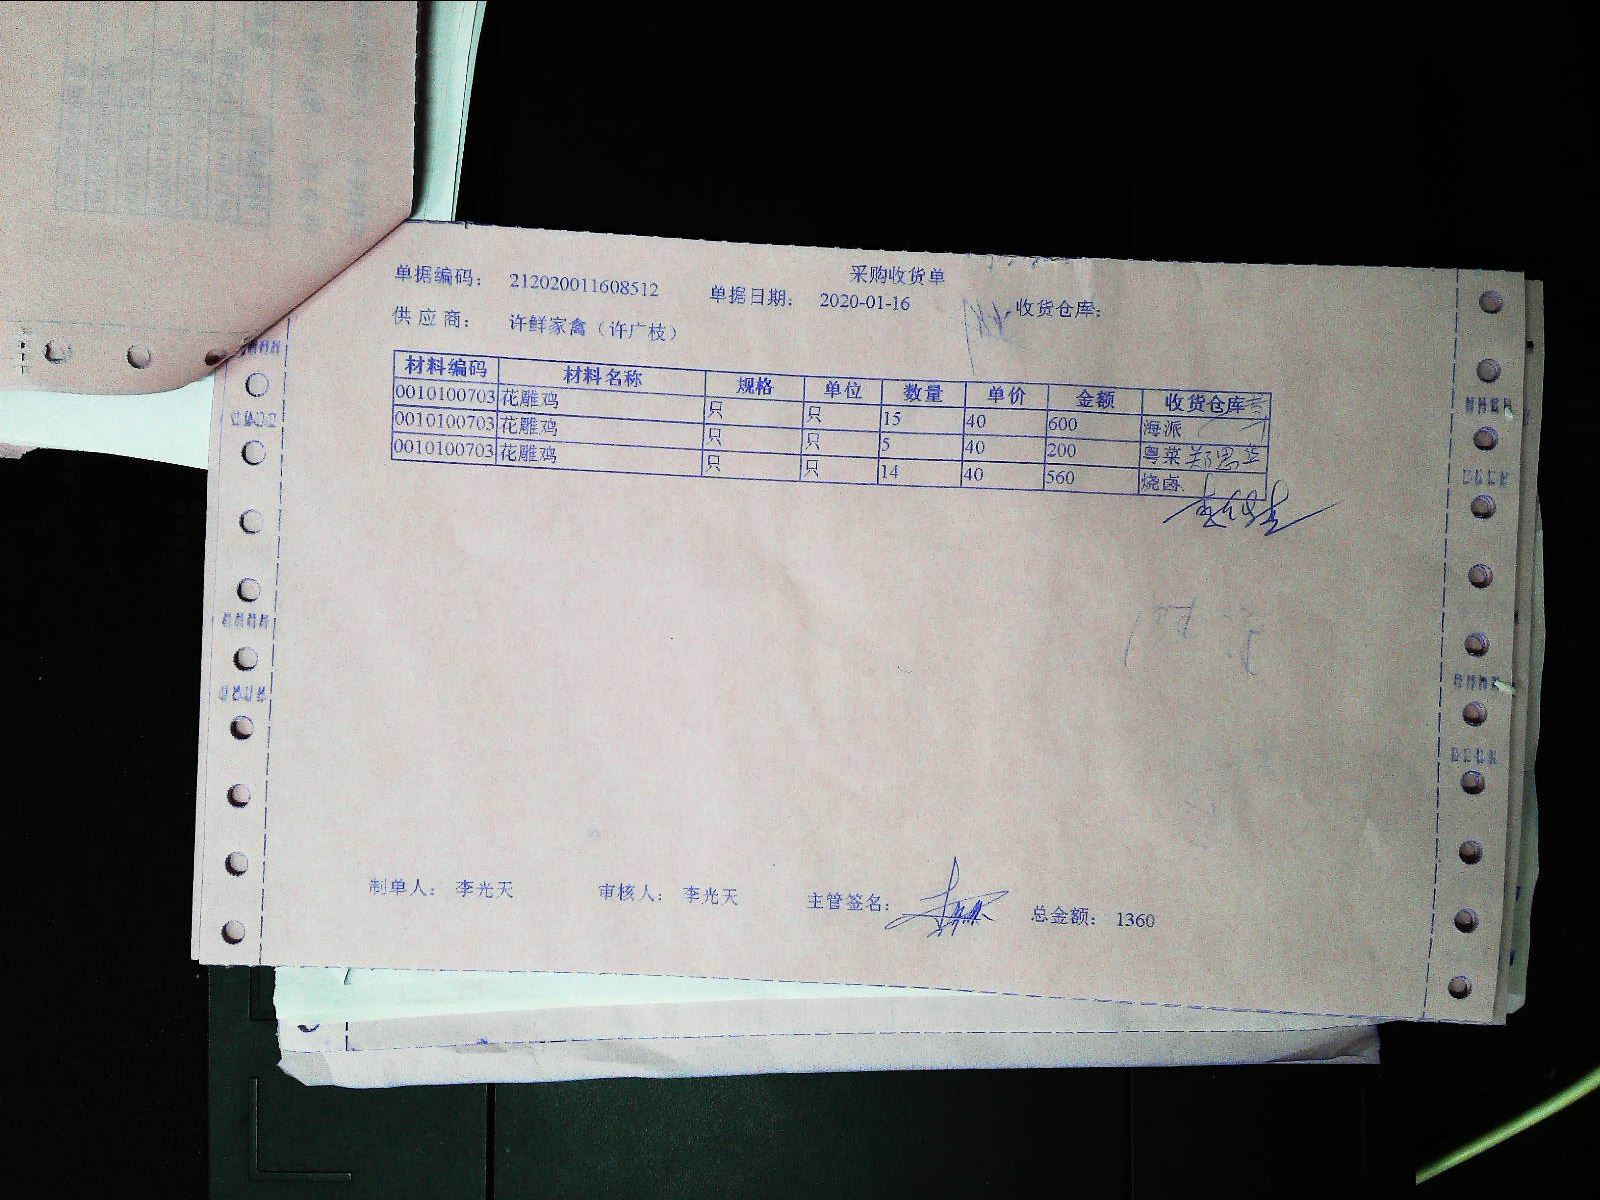 采购收货单
单据编码： 212020011608512 单据日期： 2020-01-16 收货仓库:
供应商： 许鲜家禽（许广枝）
材料编码 材料名称 规格 单位 数量 单价 金额 收货仓库
0010100703 花雕鸡 只 只 15 40 600 海派
0010100703 花雕鸡 只 只 5 40 200 粤菜
0010100703 花雕鸡 只 只 14 40 560 烧卤
制单人： 李光天 审核人： 李光天 主管签名： 总金额： 1360